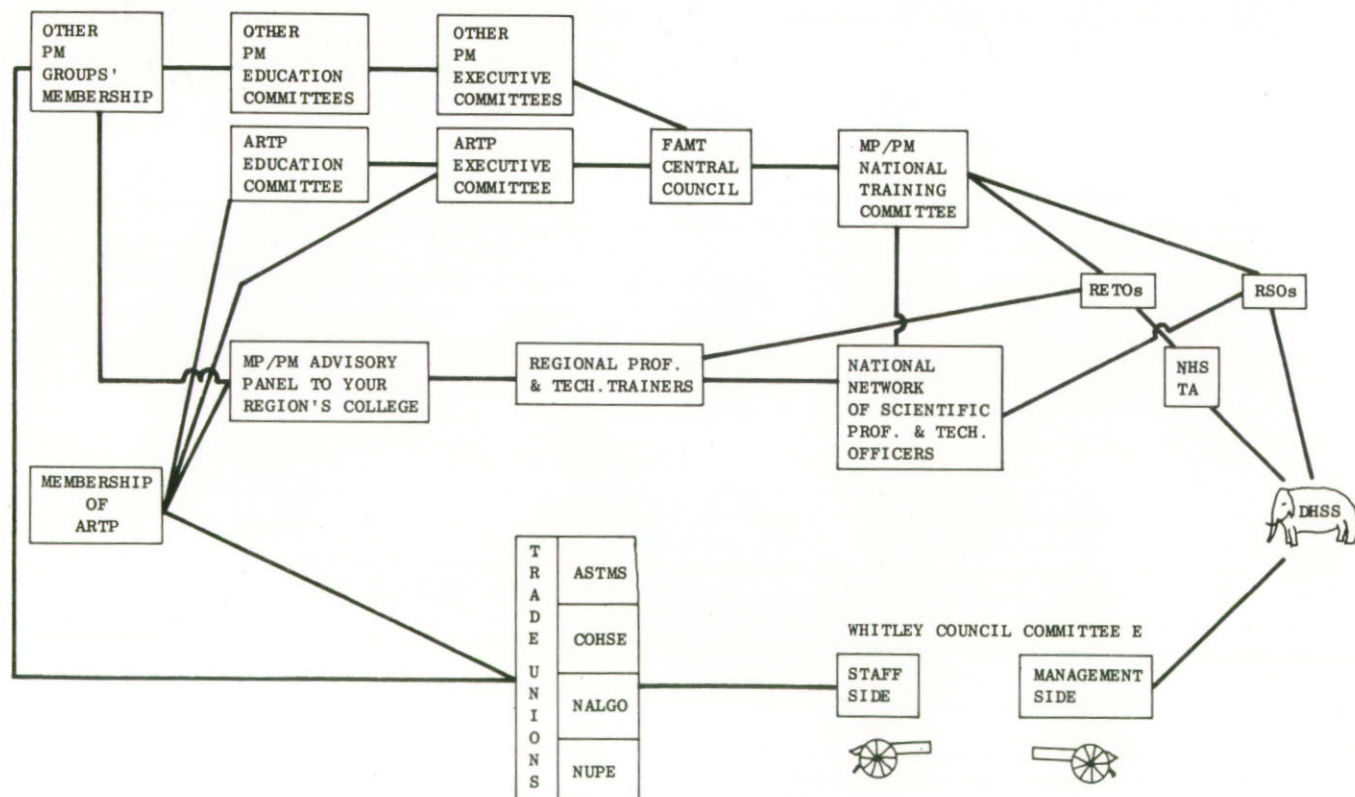 OTHER
PM
GROUPS'
MEMBERSHIP
OTHER
PM
EDUCATION
COMMITTEES
OTHER
PM
EXECUTIVE
COMMITTEES
ARTP
EDUCATION
COMMITTEE
ARTP
EXECUTIVE
COMMITTEE
FAMT
CENTRAL
COUNCIL
MP/PM
NATIONAL
TRAINING
COMMITTEE
RETOs
RSOs
MP/PM ADVISORY
PANEL TO YOUR
REGION'S COLLEGE
REGIONAL PROF.
& TECH.TRAINERS
NATIONAL
NETWORK
OF SCIENTIFIC
PROF. & TECH.
OFFICERS
NHS
TA
MEMBERSHIP
OF
ARTP
DHSS
TRADE UNIONS
ASTMS
COHSE
NALGO
NUPE
WHITLEY COUNCIL COMMITTEE E
STAFF
SIDE
MANAGEMENT
SIDE